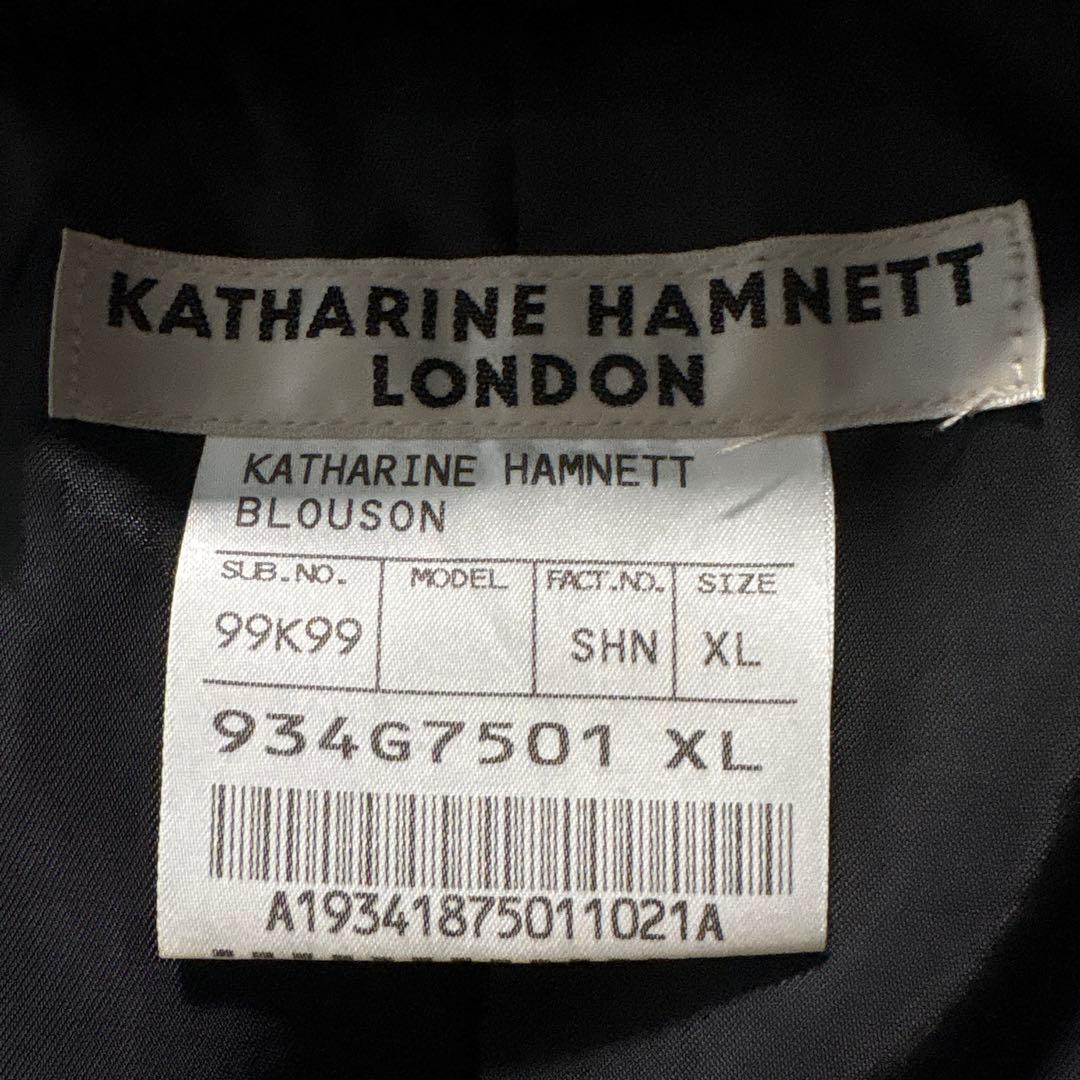 KATHARINE HAMNETT
LONDON
KATHARINE HAMNETT
BLOUSON
SUB.NO. MODEL FACT.NO. SIZE
99K99 SHN XL
934G7501 XL
A19341875011021A